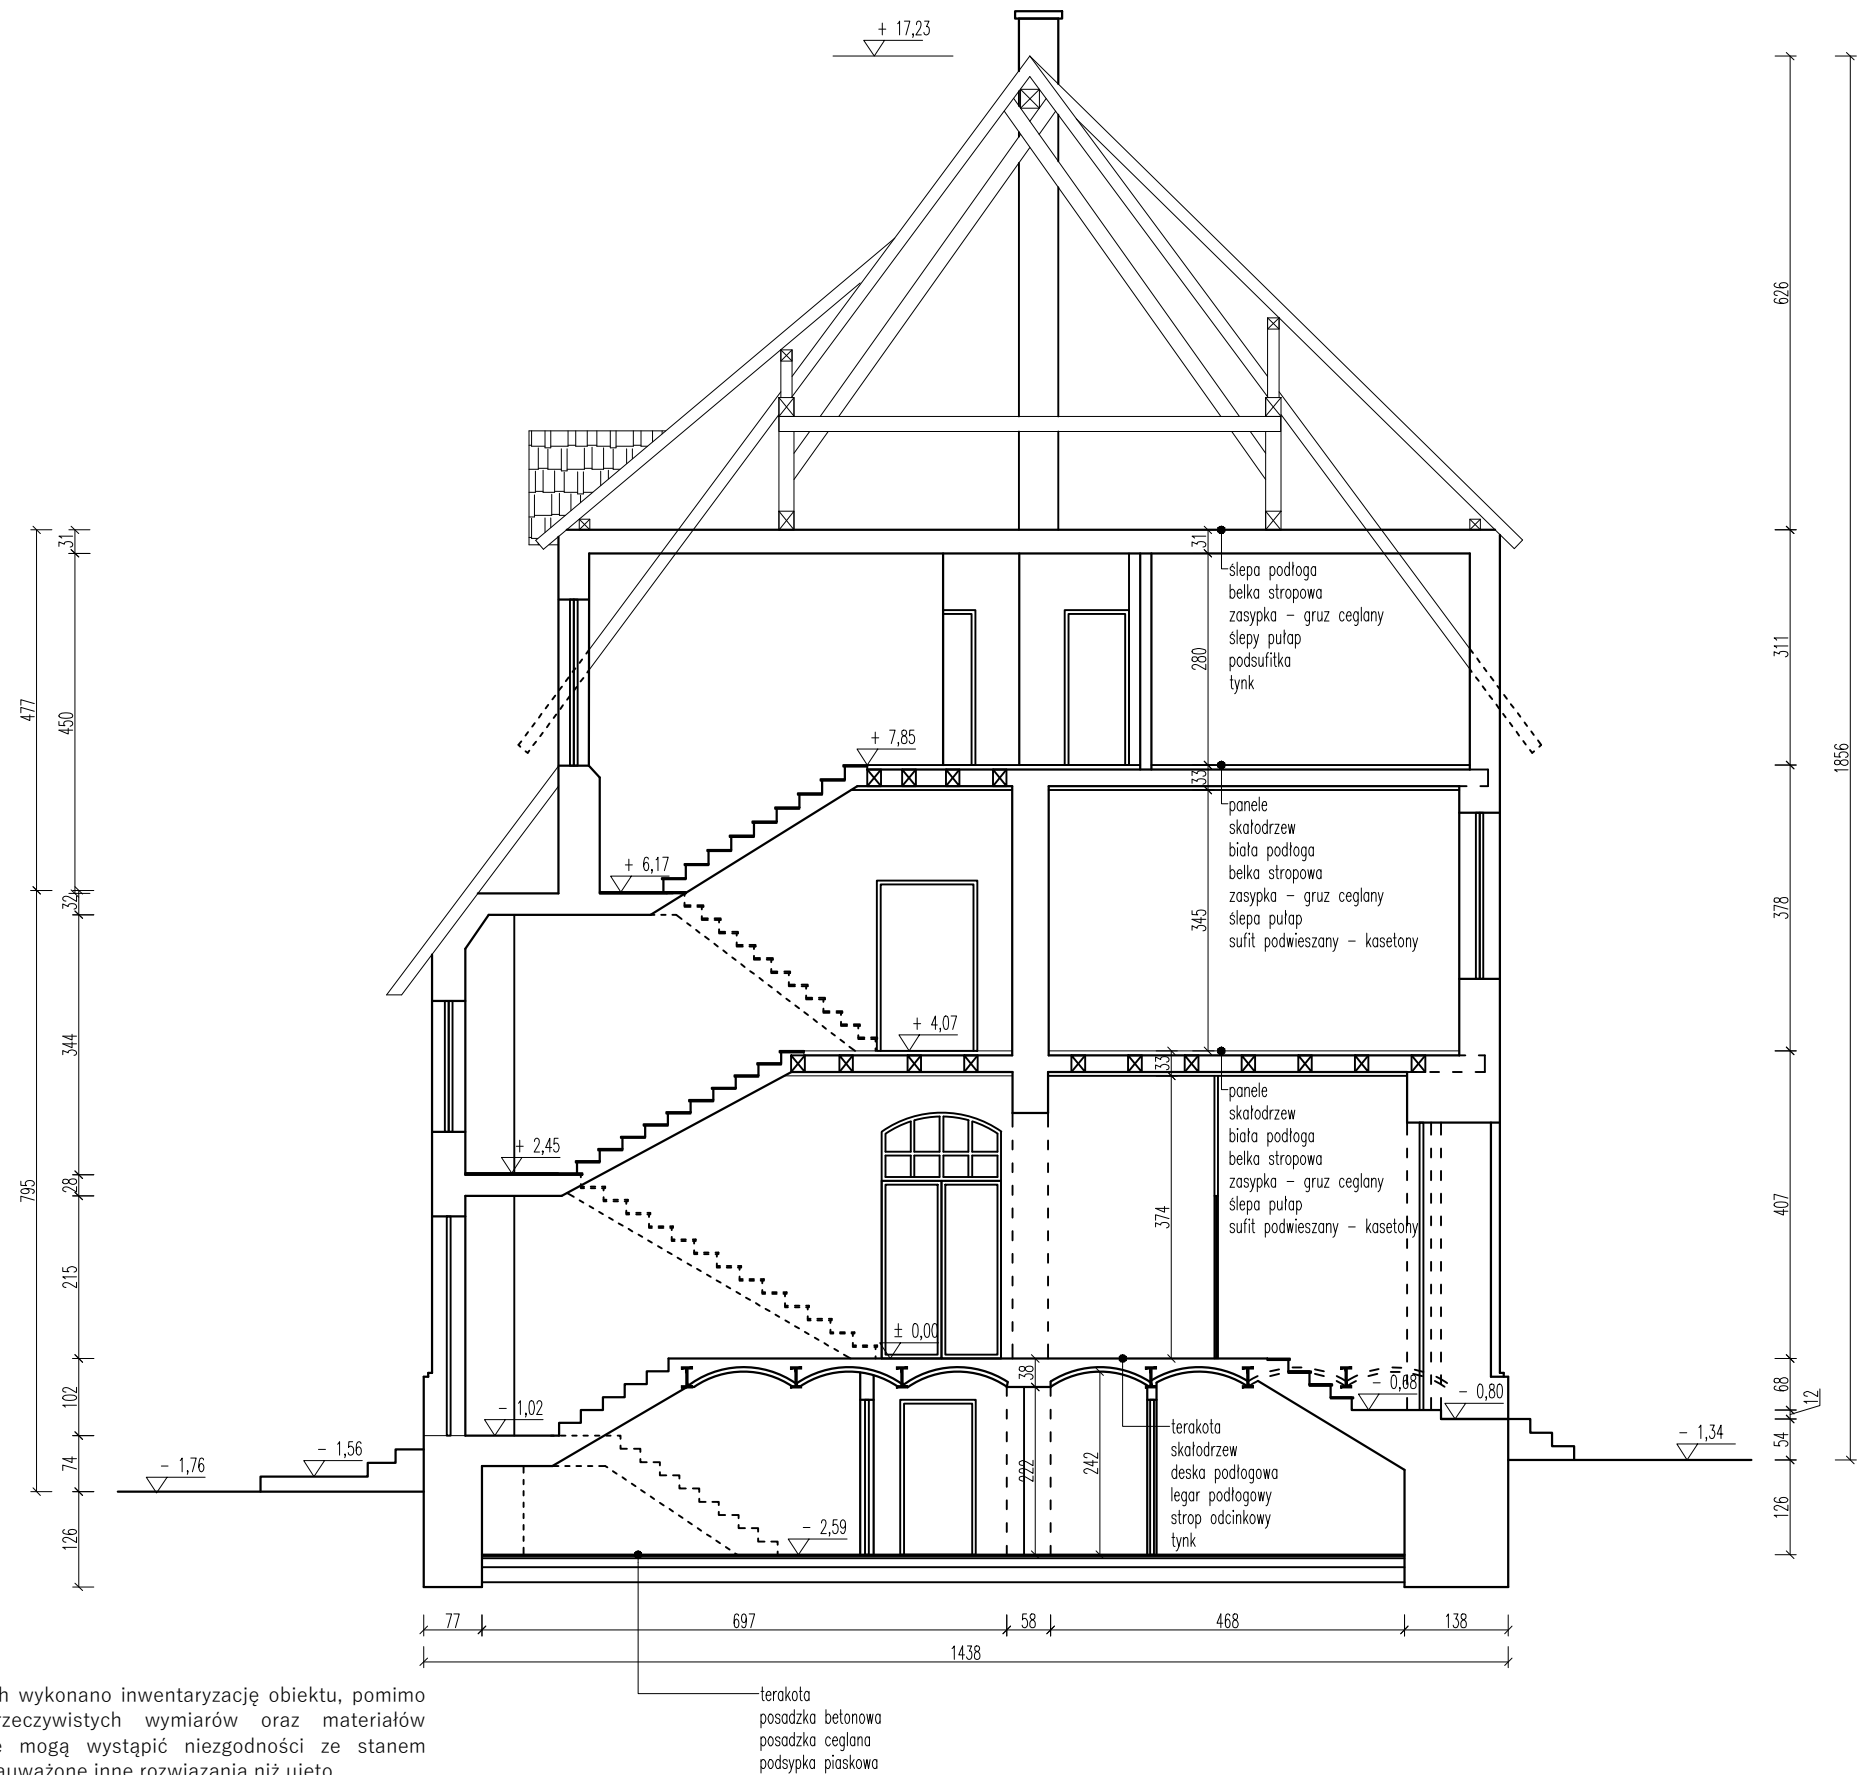 + 17,23
626
31
31
ślepa podłoga
belka stropowa
zasypka – gruz ceglany
ślepy pułap
podsufitka
tynk
280
311
477
450
+ 7,85
1856
33
panele
skałodrzew
biała podłoga
belka stropowa
zasypka – gruz ceglany
ślepa pułap
sufit podwieszany – kasetony
+ 6,17
32
345
378
344
+ 4,07
33
panele
skałodrzew
biała podłoga
belka stropowa
zasypka – gruz ceglany
ślepa pułap
sufit podwieszany – kasetony
+ 2,45
28
795
374
407
215
± 0,00
38
102
68
12
– 0,68
– 0,80
– 1,02
terakota
skałodrzew
deska podłogowa
legar podłogowy
strop odcinkowy
tynk
– 1,34
54
– 1,56
– 1,76
74
222
242
126
126
– 2,59
77
697
58
468
138
1438
wykonano inwentaryzację obiektu, pomimo
rzeczywistych wymiarów oraz materiałów
mogą wystąpić niezgodności ze stanem
inne rozwiązania niż ujęto
terakota
posadzka betonowa
posadzka ceglana
podsypka piaskowa